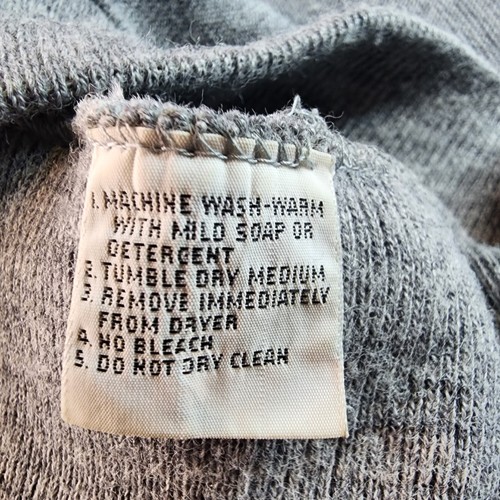 1. MACHINE WASH-WARM
WITH MILD SOAP OR
DETERGENT
2. TUMBLE DRY MEDIUM
3. REMOVE IMMEDIATELY
FROM DRYER
4. NO BLEACH
5. DO NOT DRY CLEAN